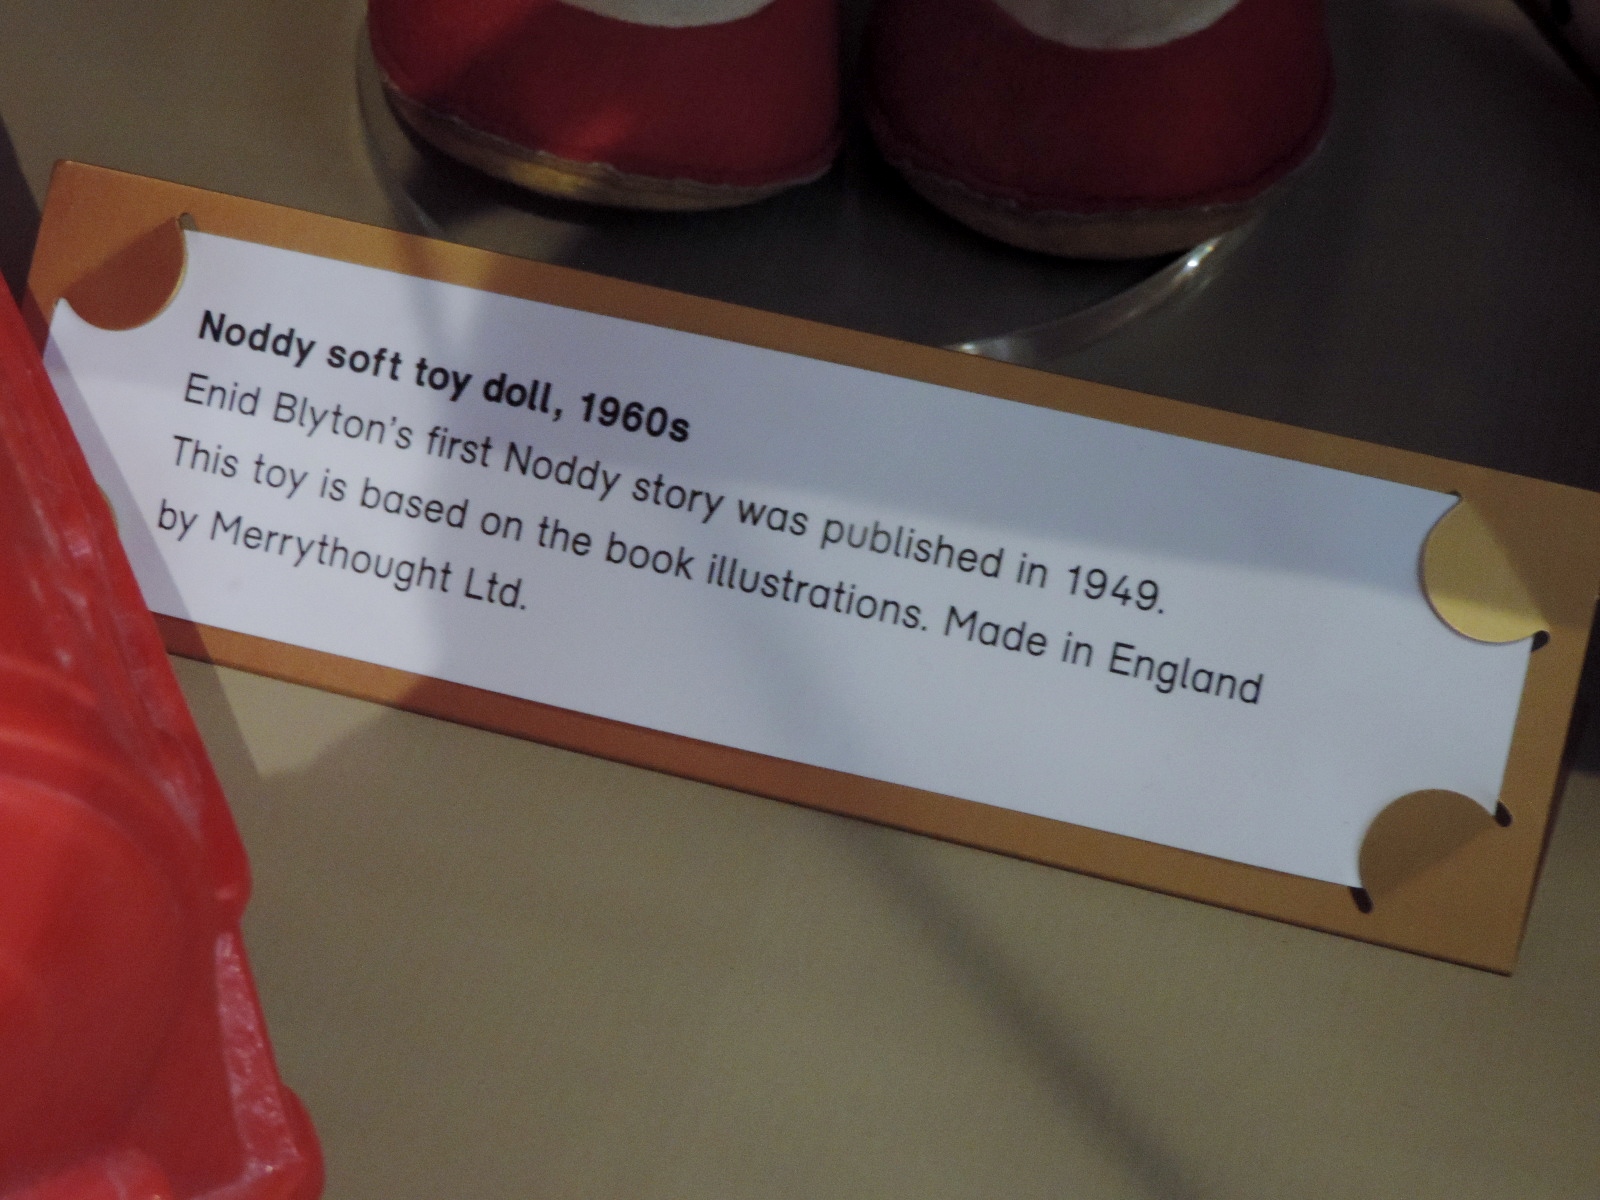 Noddy soft toy doll, 1960s
Enid Blyton's first Noddy story was published in 1949.
This toy is based on the book illustrations. Made in England
by Merrythought Ltd.